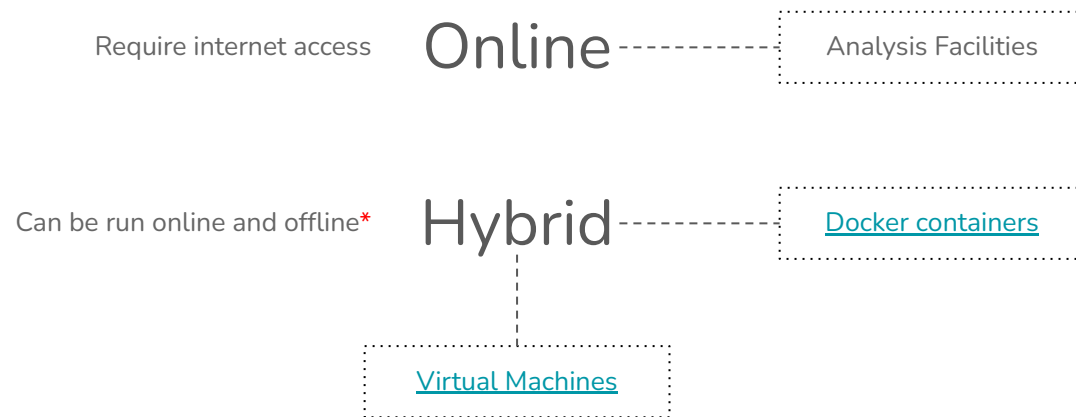 Require internet access Online Analysis Facilities
Can be run online and offline* Hybrid Docker containers
Virtual Machines